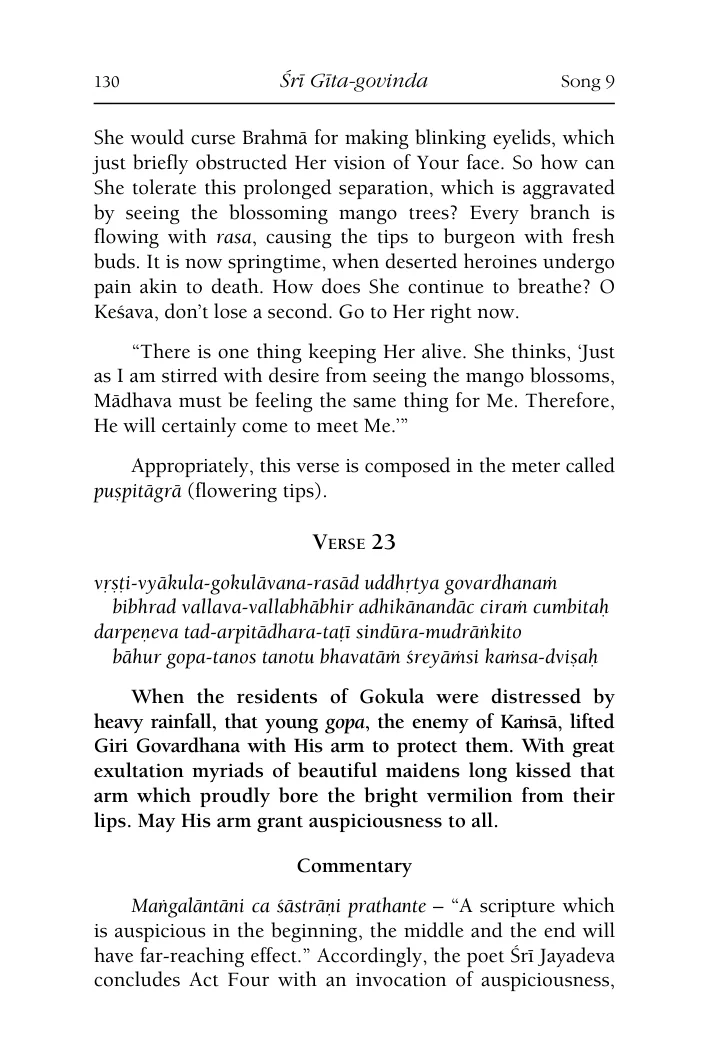 130 Śrī Gīta-govinda Song 9
She would curse Brahmā for making blinking eyelids, which
just briefly obstructed Her vision of Your face. So how can
She tolerate this prolonged separation, which is aggravated
by seeing the blossoming mango trees? Every branch is
flowing with rasa, causing the tips to burgeon with fresh
buds. It is now springtime, when deserted heroines undergo
pain akin to death. How does She continue to breathe? O
Keśava, don’t lose a second. Go to Her right now.
“There is one thing keeping Her alive. She thinks, ‘Just
as I am stirred with desire from seeing the mango blossoms,
Mādhava must be feeling the same thing for Me. Therefore,
He will certainly come to meet Me.’”
Appropriately, this verse is composed in the meter called
puṣpitāgrā (flowering tips).
Verse 23
vṛṣṭi-vyākula-gokulāvana-rasād uddhṛtya govardhanaṁ
bibhrad vallava-vallabhābhir adhikānandāc ciraṁ cumbitaḥ
darpeṇeva tad-arpitādhara-taṭī sindūra-mudrāṅkito
bāhur gopa-tanos tanotu bhavatāṁ śreyāṁsi kaṁsa-dviṣaḥ
When the residents of Gokula were distressed by
heavy rainfall, that young gopa, the enemy of Kaṁsā, lifted
Giri Govardhana with His arm to protect them. With great
exultation myriads of beautiful maidens long kissed that
arm which proudly bore the bright vermilion from their
lips. May His arm grant auspiciousness to all.
Commentary
Maṅgalāntāni ca śāstrāṇi prathante – “A scripture which
is auspicious in the beginning, the middle and the end will
have far-reaching effect.” Accordingly, the poet Śrī Jayadeva
concludes Act Four with an invocation of auspiciousness,